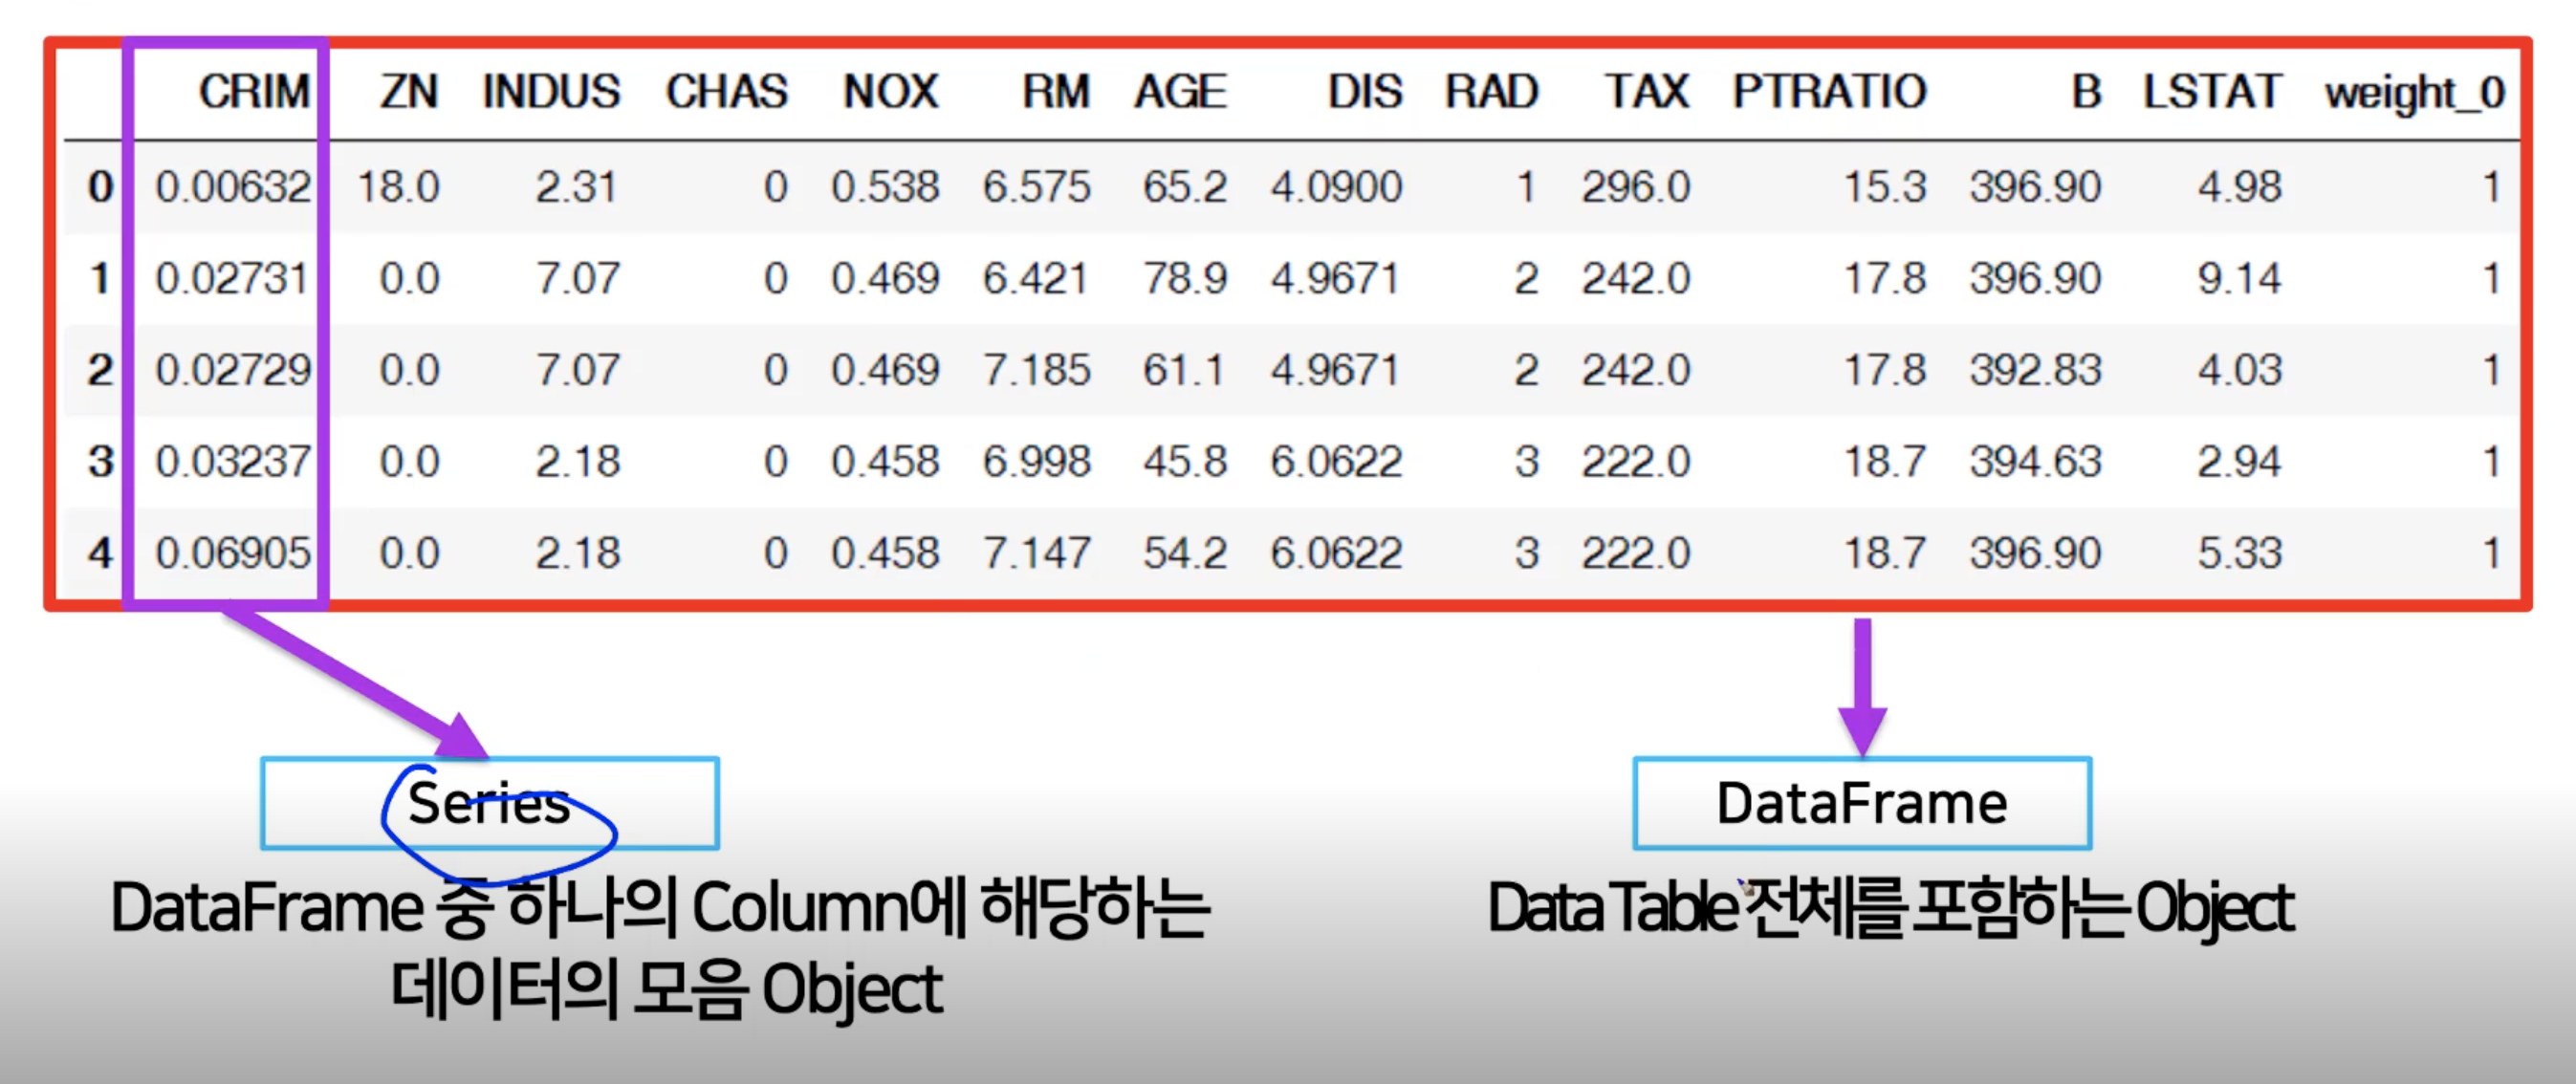 CRIM ZN INDUS CHAS NOX RM AGE DIS RAD TAX PTRATIO B LSTAT weight_0
0 0.00632 18.0 2.31 0 0.538 6.575 65.2 4.0900 1 296.0 15.3 396.90 4.98 1
1 0.02731 0.0 7.07 0 0.469 6.421 78.9 4.9671 2 242.0 17.8 396.90 9.14 1
2 0.02729 0.0 7.07 0 0.469 7.185 61.1 4.9671 2 242.0 17.8 392.83 4.03 1
3 0.03237 0.0 2.18 0 0.458 6.998 45.8 6.0622 3 222.0 18.7 394.63 2.94 1
4 0.06905 0.0 2.18 0 0.458 7.147 54.2 6.0622 3 222.0 18.7 396.90 5.33 1
Series
DataFrame 중 하나의 Column에 해당하는
데이터의 모음 Object
DataFrame
Data Table 전체를 포함하는 Object